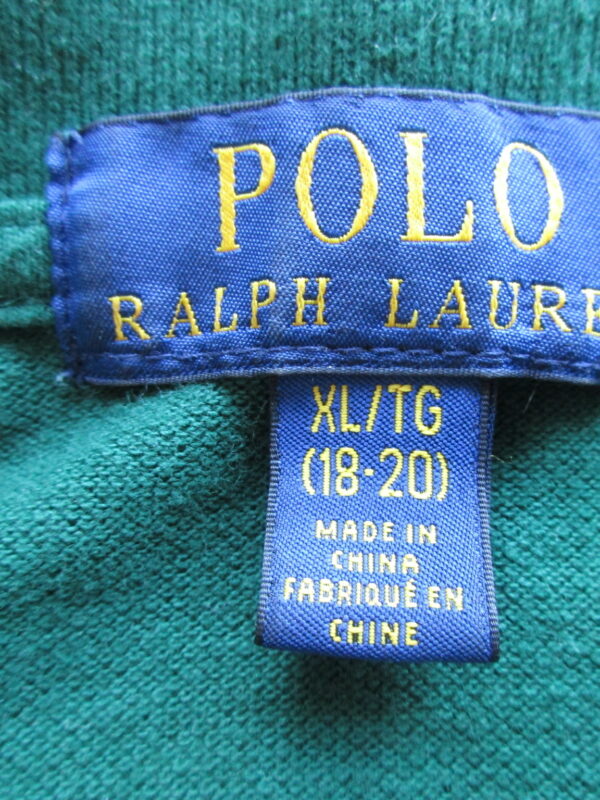 POLO
RALPH LAURE
XL/TG
(18-20)
MADE IN
CHINA
FABRIQUÉ EN
CHINE